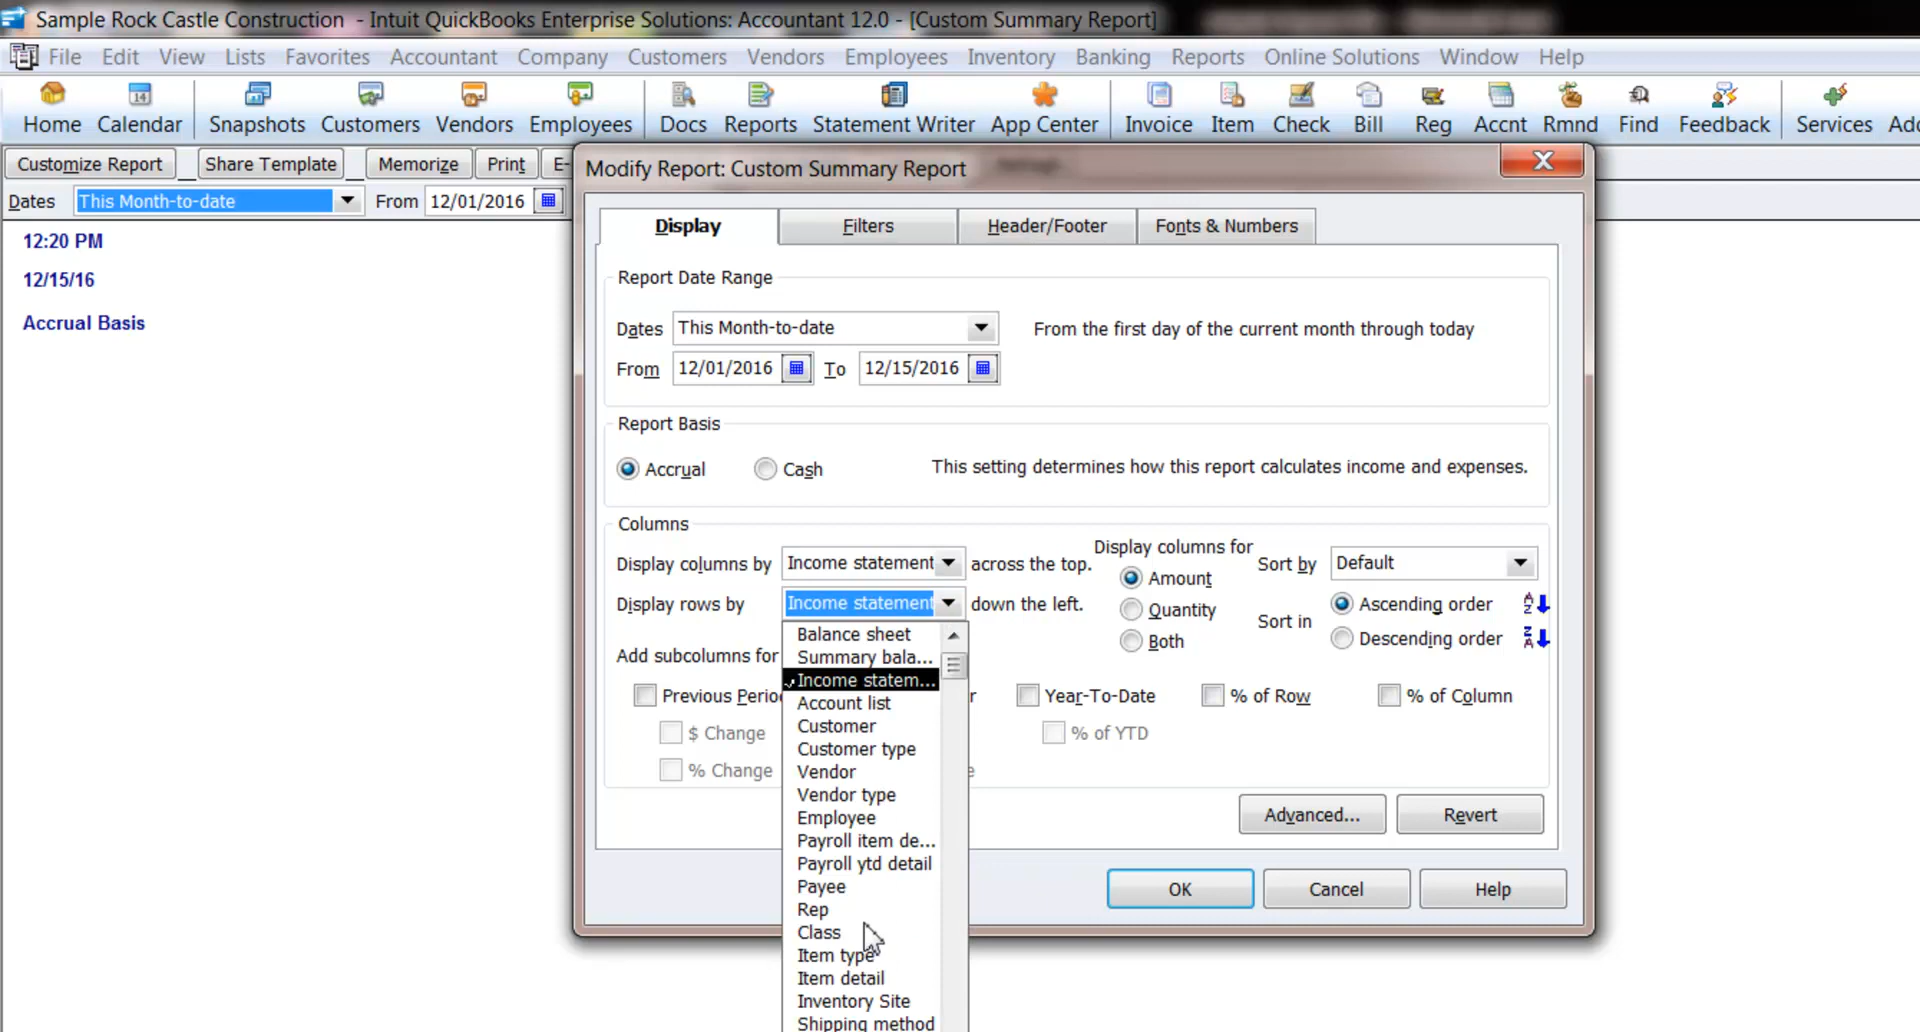 Sample Rock Castle Construction - Intuit QuickBooks Enterprise Solutions: Accountant 12.0 - [Custom Summary Report]
File Edit View Lists Favorites Accountant Company Customers Vendors Employees Inventory Banking Reports Online Solutions Window Help
14
Home Calendar Snapshots Customers Vendors Employees Docs Reports Statement Writer App Center Invoice Item Check Bill Reg Accnt Rmnd Find Feedback Services
Customize Report Share Template Memorize Print E-
Modify Report: Custom Summary Report
Dates This Month-to-date From 12/01/2016
12:20 PM
12/15/16
Accrual Basis
Display Filters Header/Footer Fonts & Numbers
Report Date Range
Dates This Month-to-date From the first day of the current month through today
From 12/01/2016 To 12/15/2016
Report Basis
Accrual Cash This setting determines how this report calculates income and expenses.
Columns
Display columns by Income statement across the top.
Display rows by Income statement down the left.
Display columns for
Amount
Quantity
Both
Sort by Default
Sort in Ascending order
Descending order
Add subcolumns for
Previous Perio
r
Year-To-Date % of Row % of Column
$ Change
% of YTD
% Change
e
Balance sheet
Summary bala...
Income statem...
Account list
Customer
Customer type
Vendor
Vendor type
Employee
Payroll item de...
Payroll ytd detail
Payee
Rep
Class
Item type
Item detail
Inventory Site
Shipping method
Advanced... Revert
OK Cancel Help